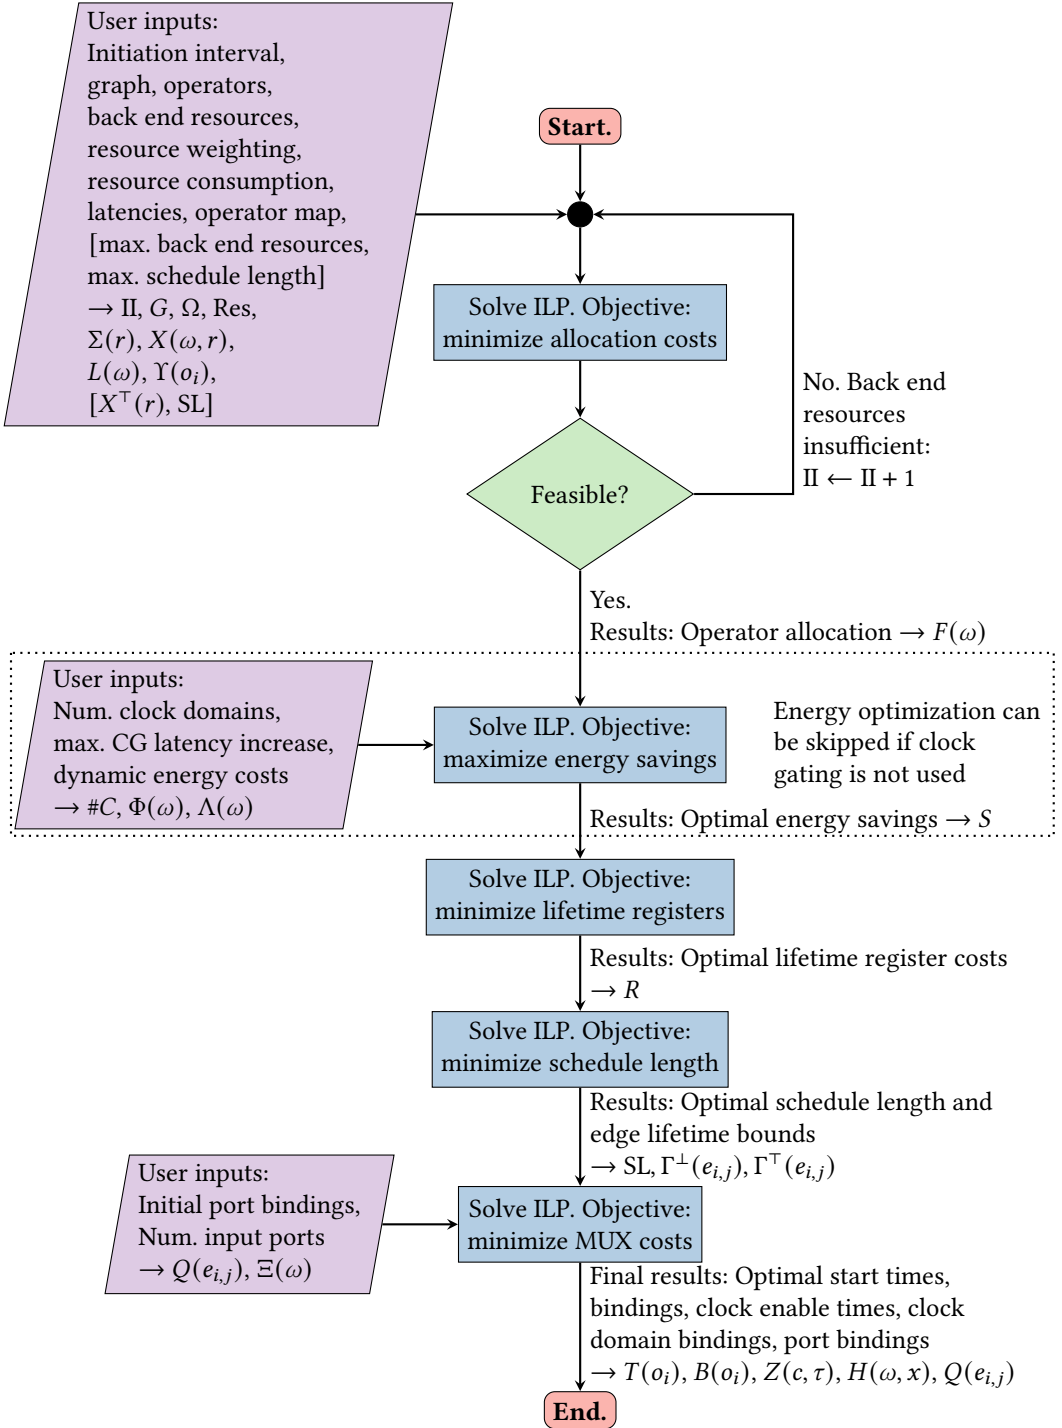 User inputs:
Initiation interval,
graph, operators,
back end resources,
resource weighting,
resource consumption,
latencies, operator map,
[max. back end resources,
max. schedule length]
→ II, G, Ω, Res,
Σ(r), X(ω, r),
L(ω), ϒ(oᵢ),
[X⊤(r), SL]
Start.
Solve ILP. Objective:
minimize allocation costs
No. Back end
resources
insufficient:
II ← II + 1
Feasible?
Yes.
Results: Operator allocation → F(ω)
User inputs:
Num. clock domains,
max. CG latency increase,
dynamic energy costs
→ #C, Φ(ω), Λ(ω)
Solve ILP. Objective:
maximize energy savings
Energy optimization can
be skipped if clock
gating is not used
Results: Optimal energy savings → S
Solve ILP. Objective:
minimize lifetime registers
Results: Optimal lifetime register costs
→ R
Solve ILP. Objective:
minimize schedule length
Results: Optimal schedule length and
edge lifetime bounds
→ SL, Γ⊥(eᵢ,ⱼ), Γ⊤(eᵢ,ⱼ)
User inputs:
Initial port bindings,
Num. input ports
→ Q(eᵢ,ⱼ), Ξ(ω)
Solve ILP. Objective:
minimize MUX costs
Final results: Optimal start times,
bindings, clock enable times, clock
domain bindings, port bindings
→ T(oᵢ), B(oᵢ), Z(c, τ), H(ω, x), Q(eᵢ,ⱼ)
End.